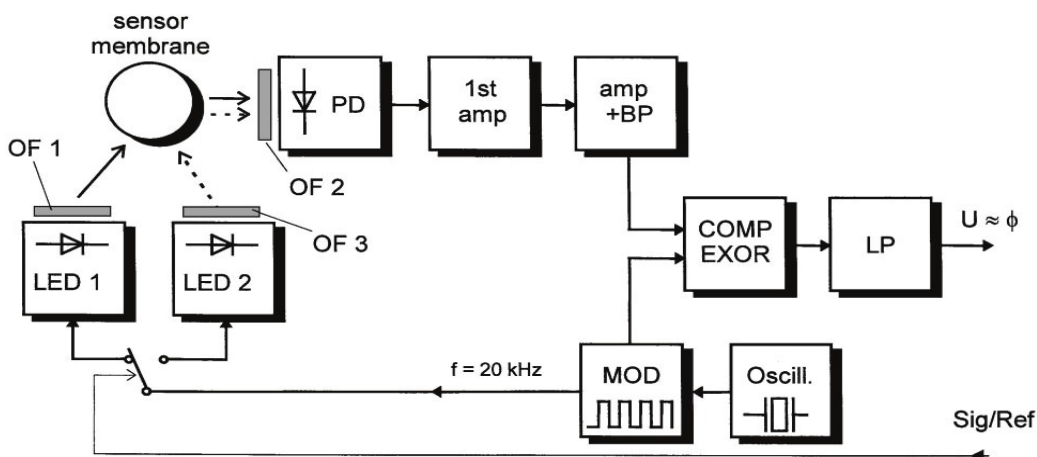 sensor
membrane
OF 1
OF 2
PD
1st
amp
amp
+BP
LED 1
LED 2
OF 3
COMP
EXOR
LP
U ≈ ϕ
f = 20 kHz
MOD
Oscill.
Sig/Ref